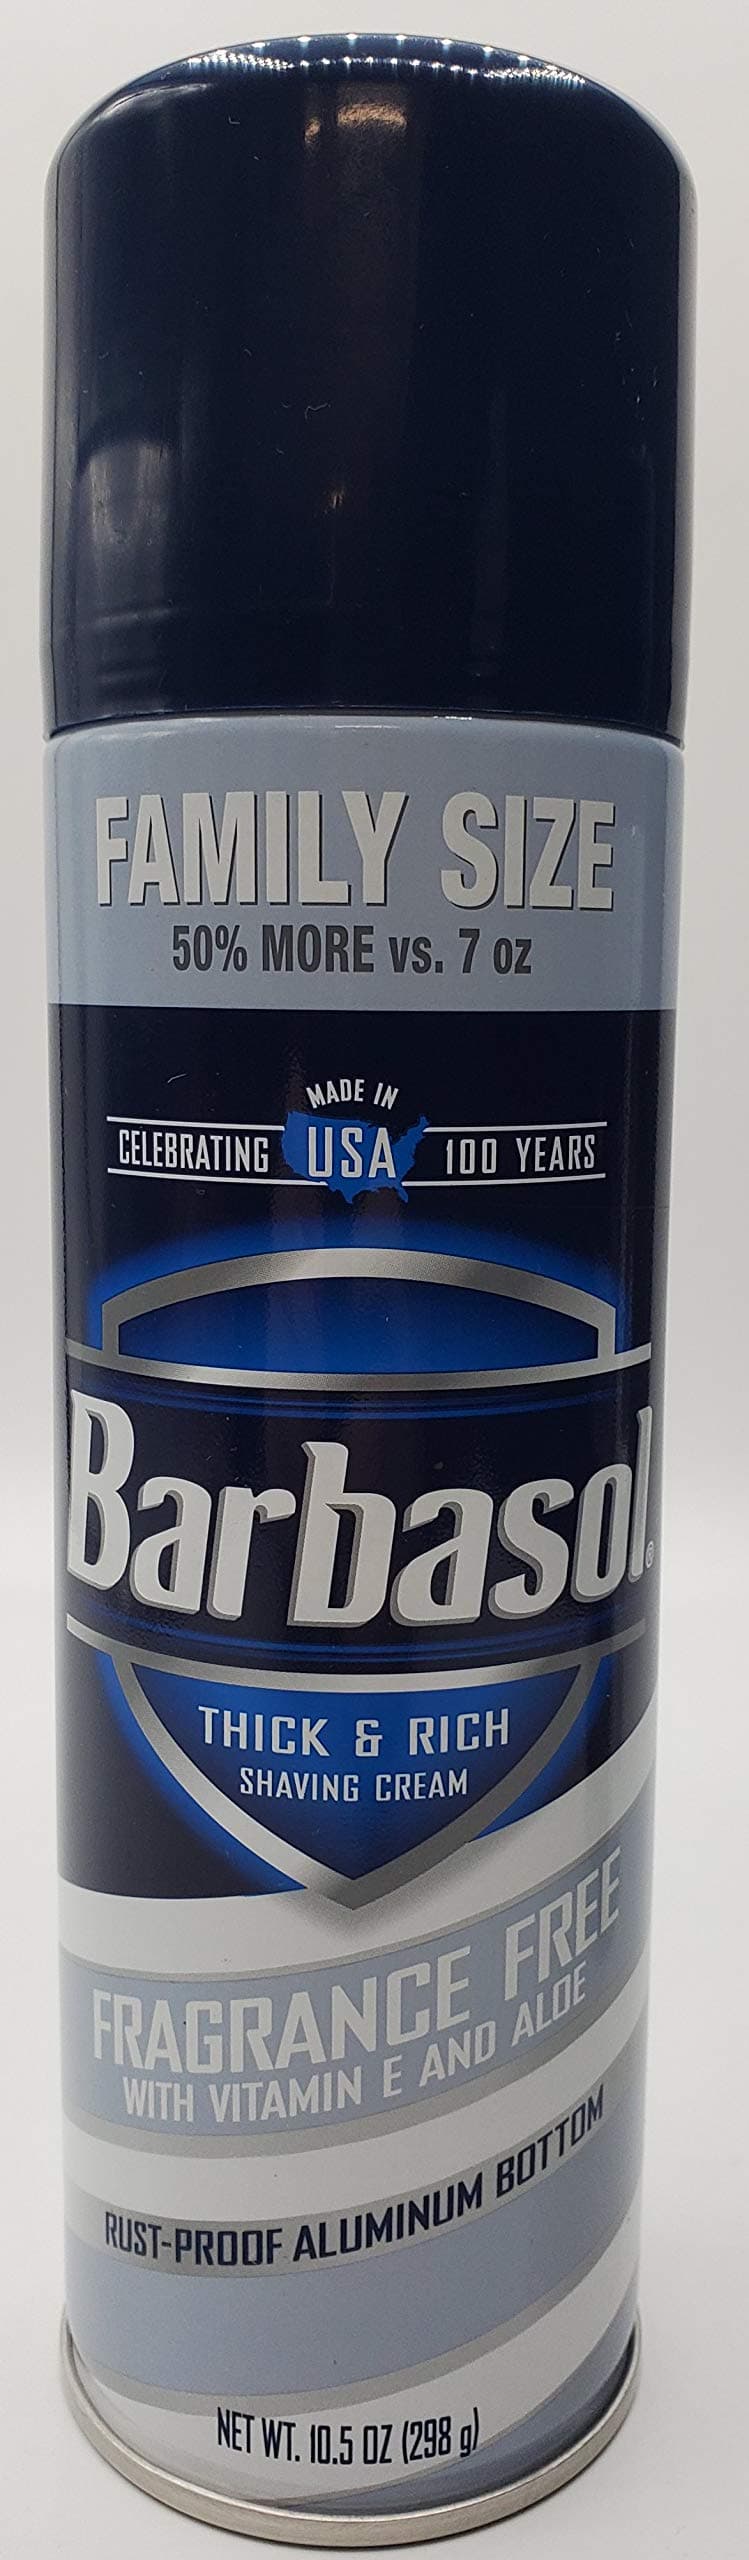 FAMILY SIZE
50% MORE vs. 7 oz
MADE IN
CELEBRATING USA 100 YEARS
Barbasol®
THICK & RICH
SHAVING CREAM
FRAGRANCE FREE
WITH VITAMIN E AND ALOE
RUST-PROOF ALUMINUM BOTTOM
NET WT. 10.5 OZ (298 g)